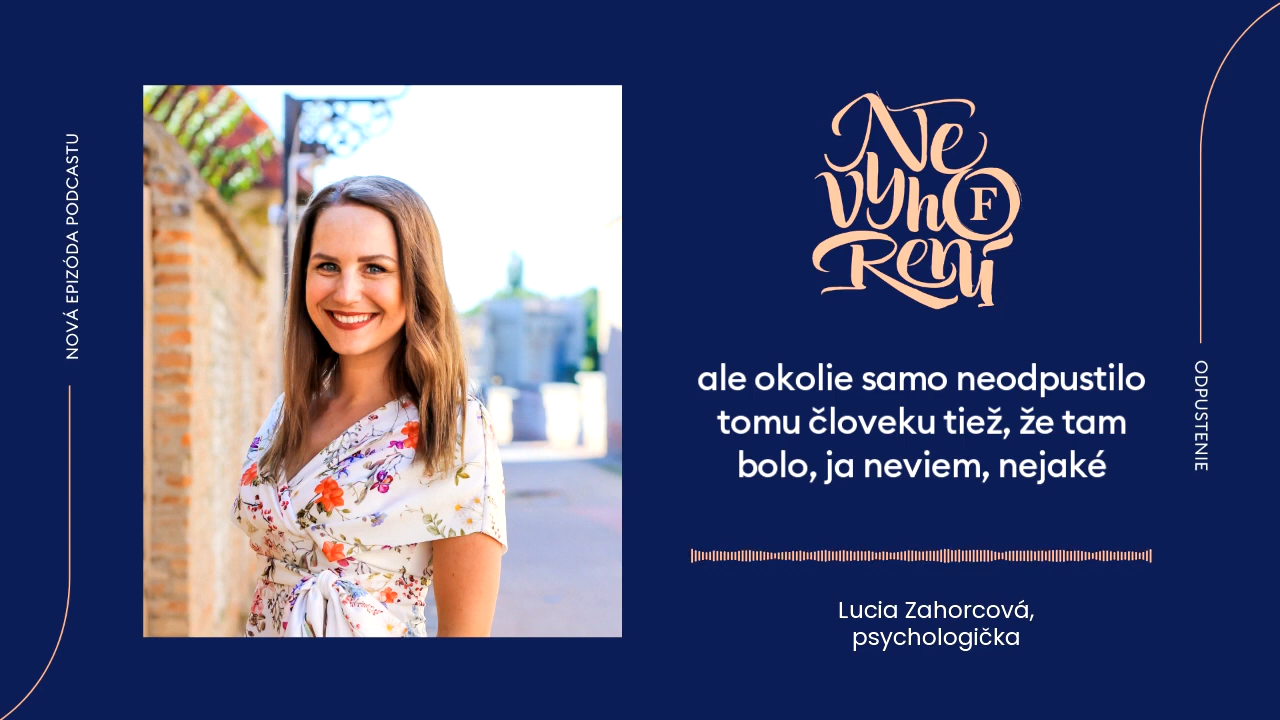 NOVÁ EPIZÓDA PODCASTU
Ne
vyho
F
Rení
ale okolie samo neodpustilo
tomu človeku tiež, že tam
bolo, ja neviem, nejaké
Lucia Zahorcová,
psychologička
ODPUSTENIE